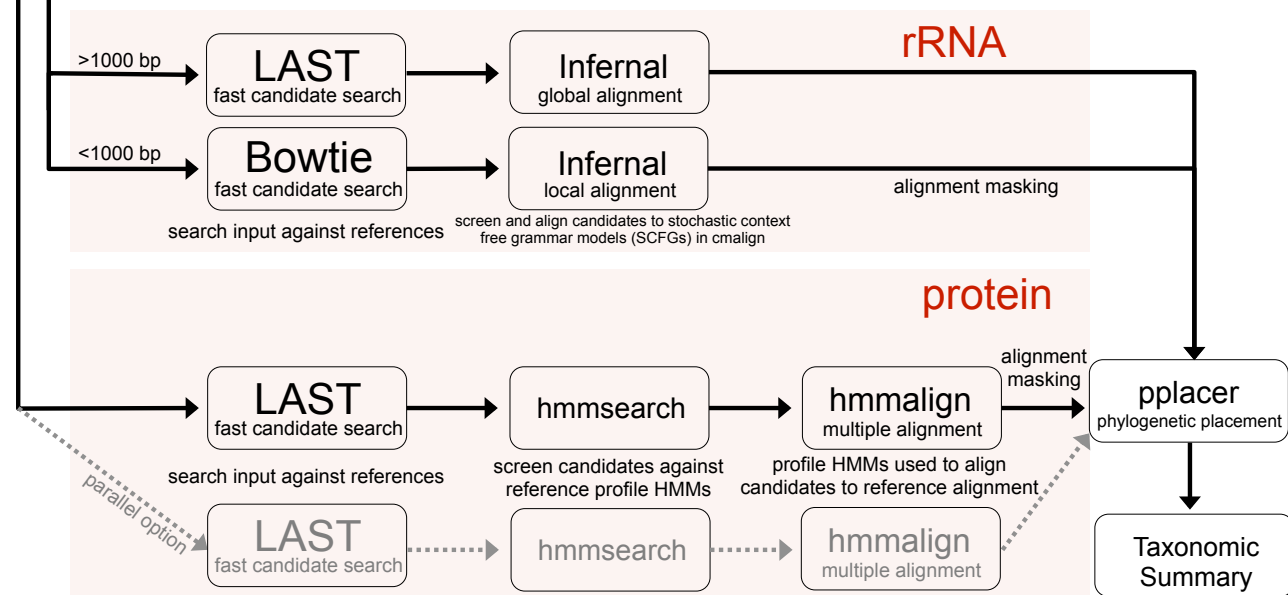 rRNA
>1000 bp
LAST
fast candidate search
Infernal
global alignment
<1000 bp
Bowtie
fast candidate search
Infernal
local alignment
alignment masking
search input against references
screen and align candidates to stochastic context
free grammar models (SCFGs) in cmalign
protein
alignment
masking
LAST
fast candidate search
hmmsearch
hmmalign
multiple alignment
pplacer
phylogenetic placement
search input against references
screen candidates against
reference profile HMMs
profile HMMs used to align
candidates to reference alignment
parallel option
LAST
fast candidate search
hmmsearch
hmmalign
multiple alignment
Taxonomic
Summary